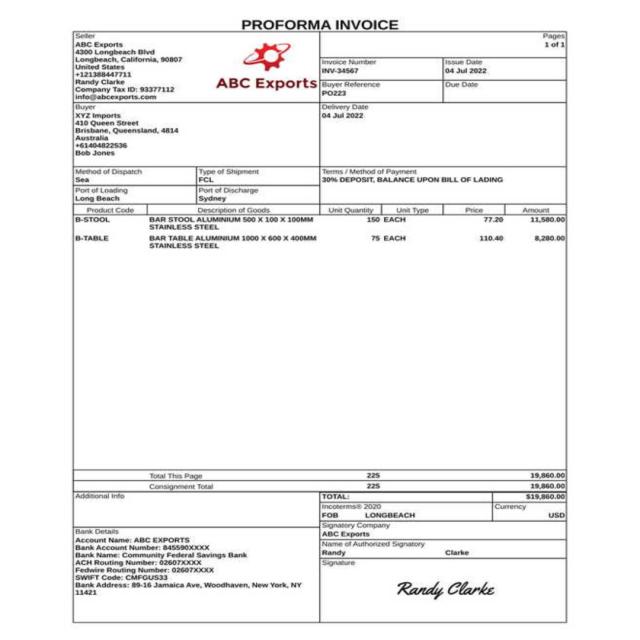 PROFORMA INVOICE
Seller
ABC Exports
4300 Longbeach Blvd
Longbeach, California, 90807
United States
+121388447711
Randy Clarke
Company Tax ID: 93377112
info@abcexports.com
ABC Exports
Pages
1 of 1
Invoice Number
INV-34567
Issue Date
04 Jul 2022
Buyer Reference
PO223
Due Date
Buyer
XYZ Imports
410 Queen Street
Brisbane, Queensland, 4814
Australia
+61404822536
Bob Jones
Delivery Date
04 Jul 2022
Method of Dispatch
Sea
Type of Shipment
FCL
Terms / Method of Payment
30% DEPOSIT, BALANCE UPON BILL OF LADING
Port of Loading
Long Beach
Port of Discharge
Sydney
Product Code Description of Goods Unit Quantity Unit Type Price Amount
B-STOOL BAR STOOL ALUMINIUM 500 X 100 X 100MM 150 EACH 77.20 11,580.00
STAINLESS STEEL
B-TABLE BAR TABLE ALUMINIUM 1000 X 600 X 400MM 75 EACH 110.40 8,280.00
STAINLESS STEEL
Total This Page 225 19,860.00
Consignment Total 225 19,860.00
Additional Info
TOTAL: $19,860.00
Incoterms® 2020
FOB LONGBEACH
Currency
USD
Signatory Company
ABC Exports
Name of Authorized Signatory
Randy Clarke
Signature
Randy Clarke
Bank Details
Account Name: ABC EXPORTS
Bank Account Number: 845590XXXX
Bank Name: Community Federal Savings Bank
ACH Routing Number: 02607XXXX
Fedwire Routing Number: 02607XXXX
SWIFT Code: CMFGUS33
Bank Address: 89-16 Jamaica Ave, Woodhaven, New York, NY
11421